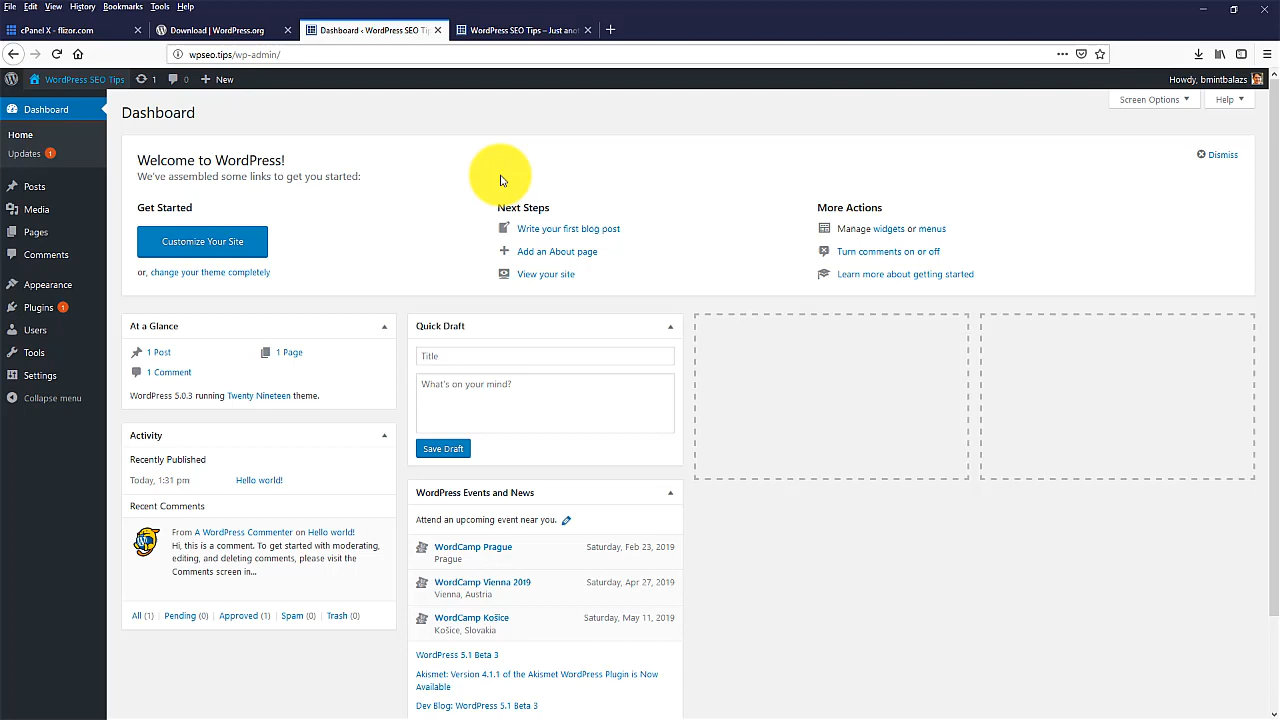 File Edit View History Bookmarks Tools Help
cPanel X - flizor.com
Download | WordPress.org
Dashboard ‹ WordPress SEO Tip
WordPress SEO Tips – Just anot
wpseo.tips/wp-admin/
WordPress SEO Tips 1 0 New
Howdy, bmintbalazs
Dashboard
Home
Updates 1
Posts
Media
Pages
Comments
Appearance
Plugins 1
Users
Tools
Settings
Collapse menu
Screen Options
Help
Dashboard
Welcome to WordPress!
We've assembled some links to get you started:
Dismiss
Get Started
Customize Your Site
or, change your theme completely
Next Steps
Write your first blog post
Add an About page
View your site
More Actions
Manage widgets or menus
Turn comments on or off
Learn more about getting started
At a Glance
1 Post
1 Page
1 Comment
WordPress 5.0.3 running Twenty Nineteen theme.
Activity
Recently Published
Today, 1:31 pm Hello world!
Recent Comments
From A WordPress Commenter on Hello world!
Hi, this is a comment. To get started with moderating,
editing, and deleting comments, please visit the
Comments screen in...
All (1) | Pending (0) | Approved (1) | Spam (0) | Trash (0)
Quick Draft
Title
What's on your mind?
Save Draft
WordPress Events and News
Attend an upcoming event near you.
WordCamp Prague Saturday, Feb 23, 2019
Prague
WordCamp Vienna 2019 Saturday, Apr 27, 2019
Vienna, Austria
WordCamp Košice Saturday, May 11, 2019
Košice, Slovakia
WordPress 5.1 Beta 3
Akismet: Version 4.1.1 of the Akismet WordPress Plugin is Now
Available
Dev Blog: WordPress 5.1 Beta 3